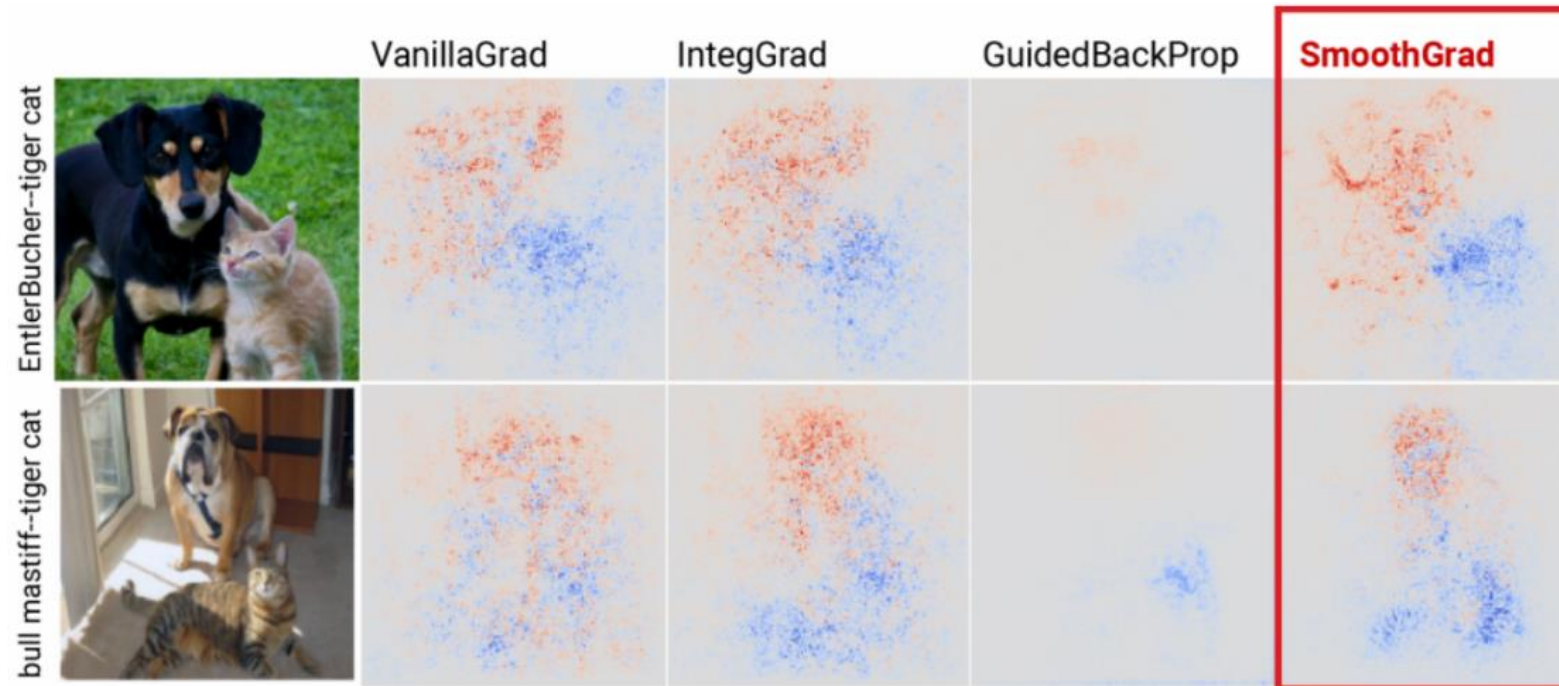 VanillaGrad
IntegGrad
GuidedBackProp
SmoothGrad
EntlerBucher--tiger cat
bull mastiff--tiger cat